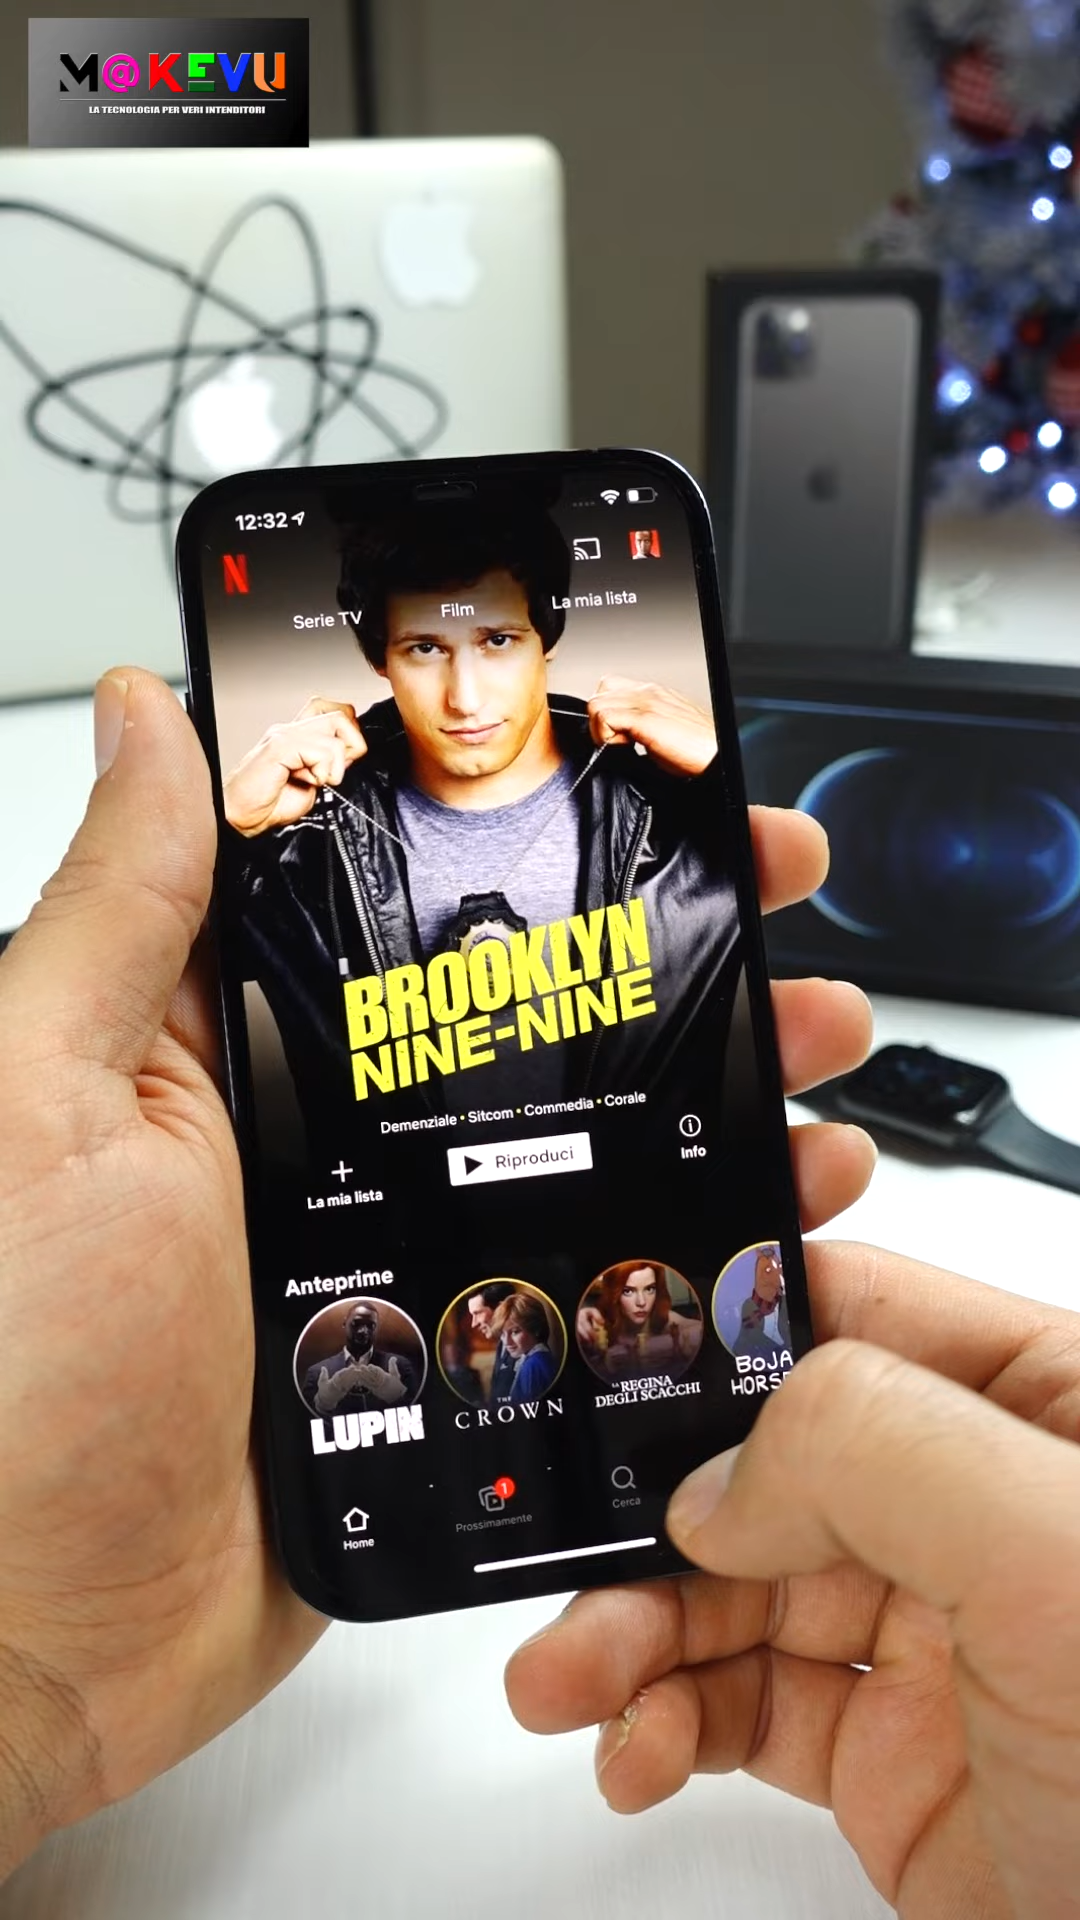 M@KEVU
LA TECNOLOGIA PER VERI INTENDITORI
12:32
N
Serie TV
Film
La mia lista
BROOKLYN
NINE-NINE
Demenziale • Sitcom • Commedia • Corale
La mia lista
Riproduci
Info
Anteprime
LUPIN
THE
CROWN
LA REGINA
DEGLI SCACCHI
BOJA
HORSE
Home
1
Prossimamente
Cerca